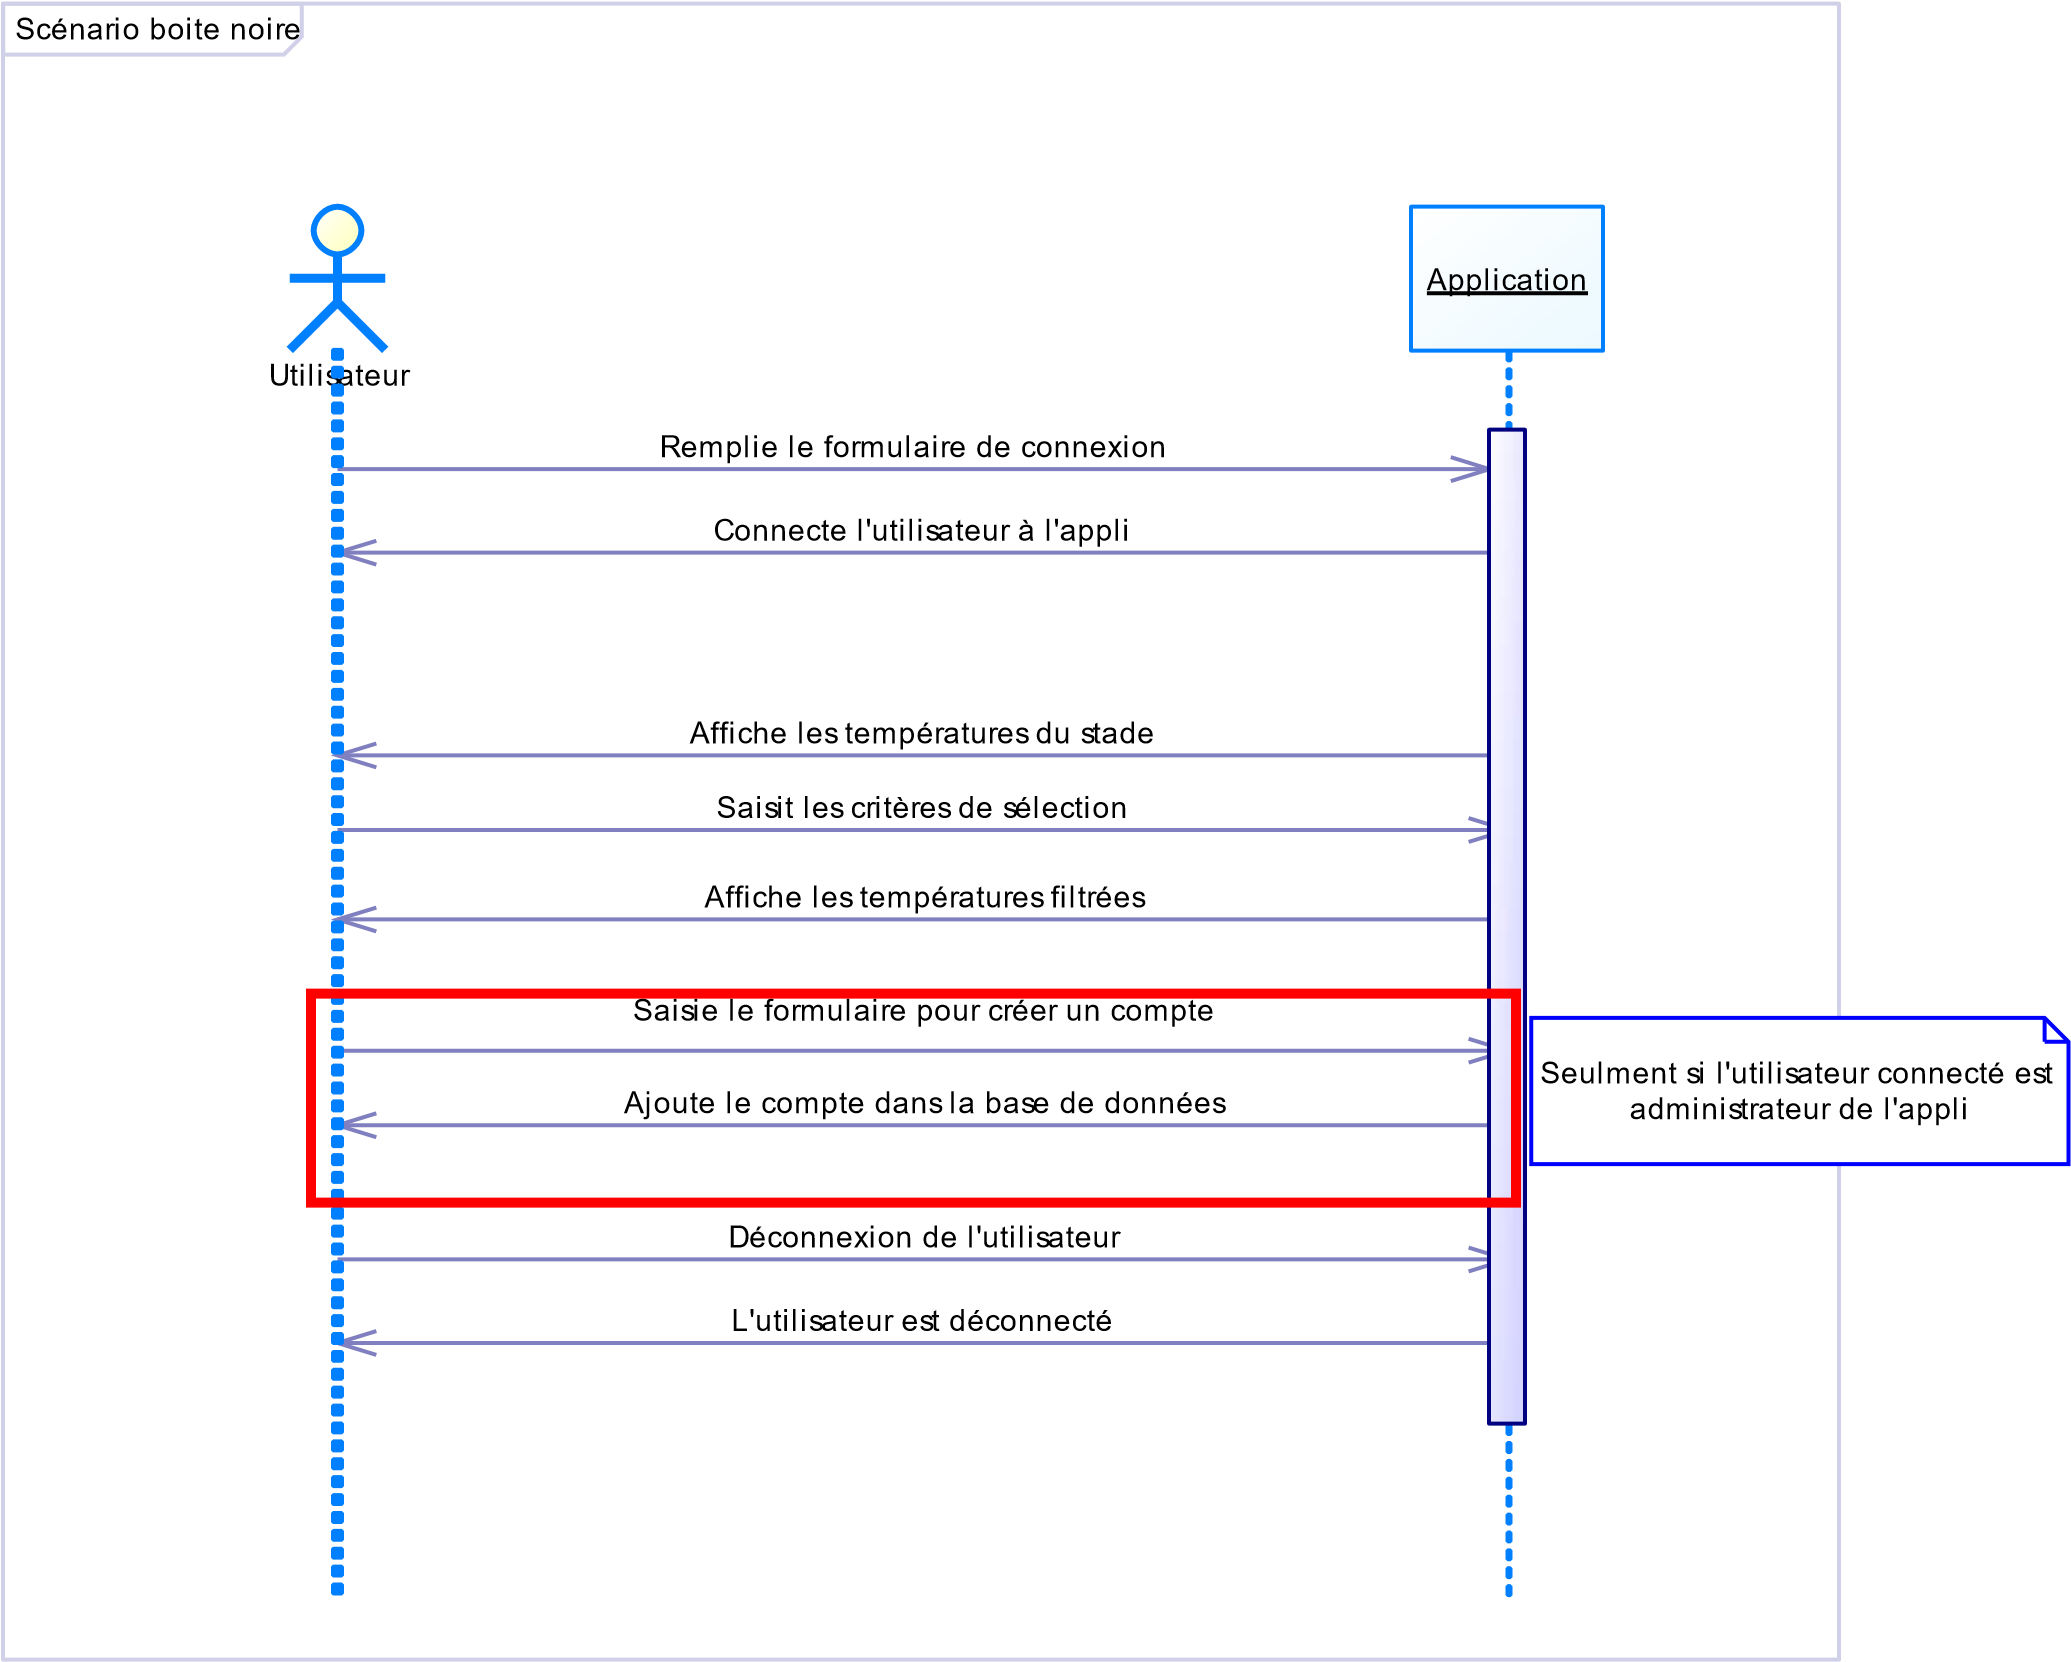 Scénario boite noire
Application
Utilisateur
Remplie le formulaire de connexion
Connecte l'utilisateur à l'appli
Affiche les températures du stade
Saisit les critères de sélection
Affiche les températures filtrées
Saisie le formulaire pour créer un compte
Seulment si l'utilisateur connecté est
administrateur de l'appli
Ajoute le compte dans la base de données
Déconnexion de l'utilisateur
L'utilisateur est déconnecté